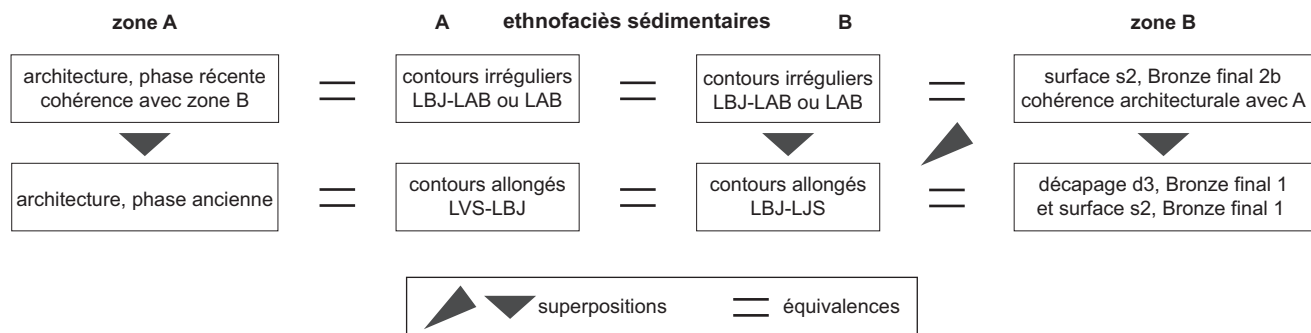 zone A
A ethnofaciès sédimentaires B
zone B
architecture, phase récente
cohérence avec zone B
contours irréguliers
LBJ-LAB ou LAB
contours irréguliers
LBJ-LAB ou LAB
surface s2, Bronze final 2b
cohérence architecturale avec A
architecture, phase ancienne
contours allongés
LVS-LBJ
contours allongés
LBJ-LJS
décapage d3, Bronze final 1
et surface s2, Bronze final 1
superpositions
équivalences